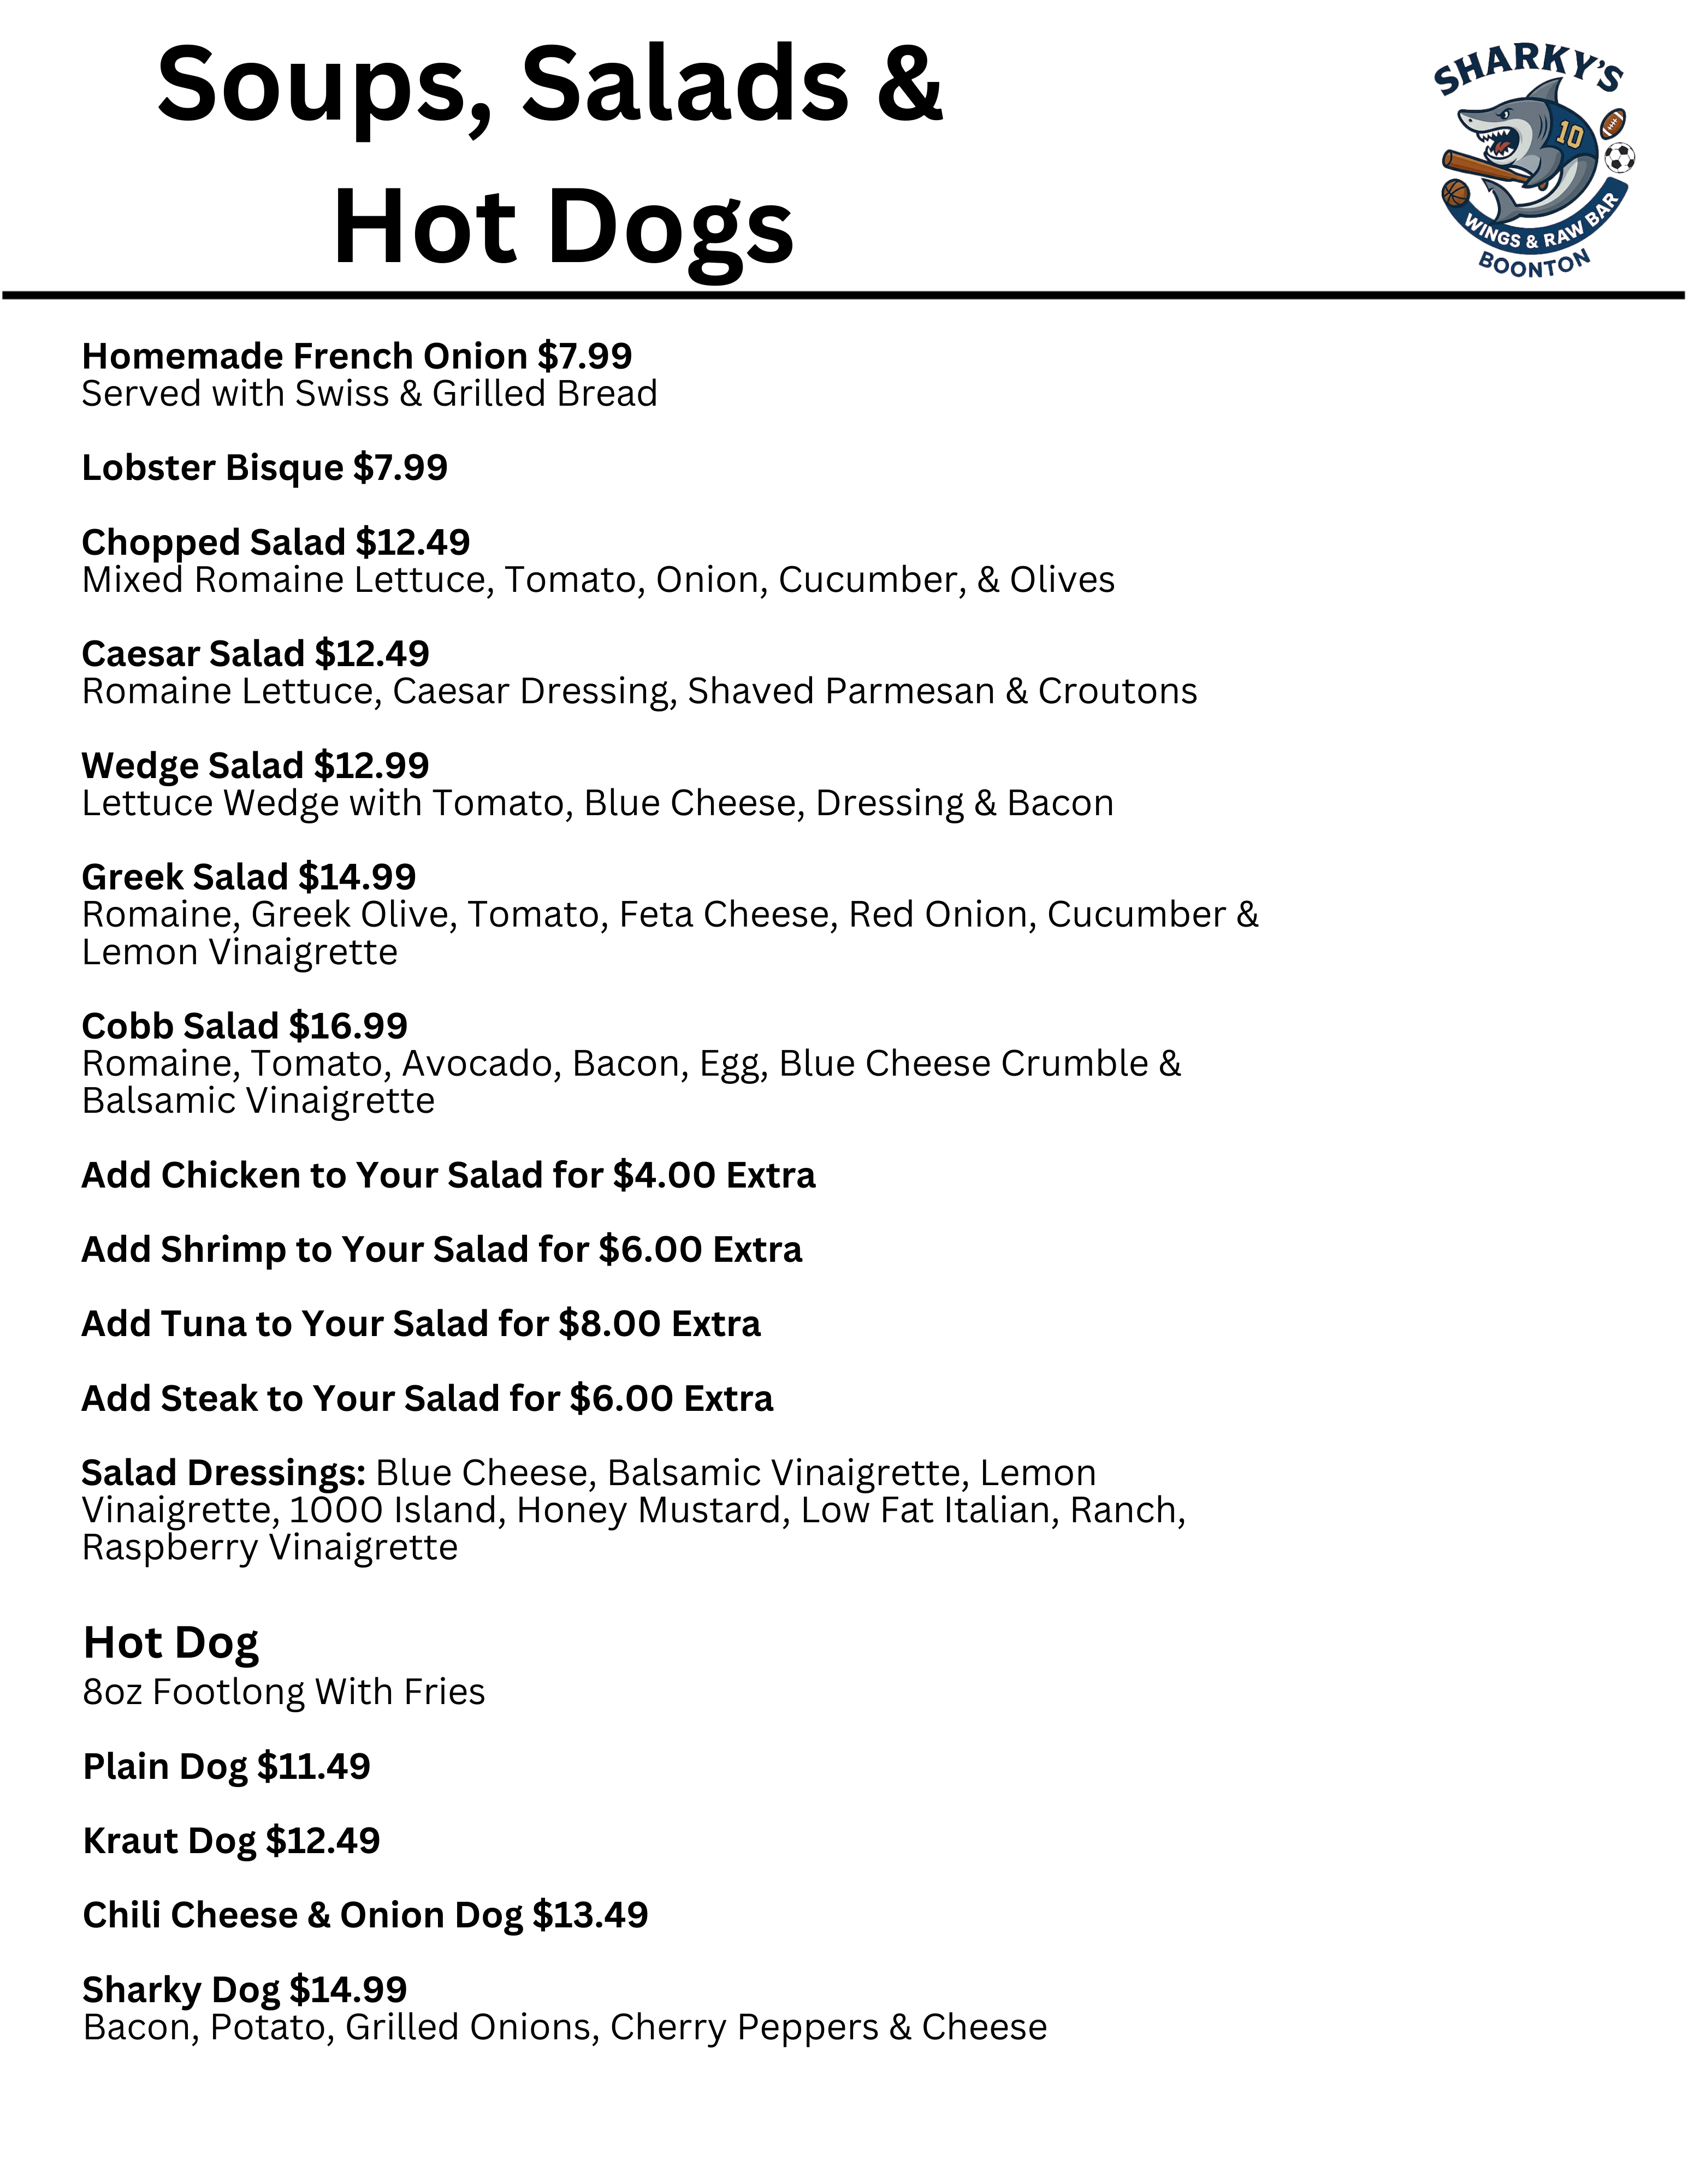 Soups, Salads &
Hot Dogs
SHARKY'S
10
WINGS & RAW BAR
BOONTON
Homemade French Onion $7.99
Served with Swiss & Grilled Bread
Lobster Bisque $7.99
Chopped Salad $12.49
Mixed Romaine Lettuce, Tomato, Onion, Cucumber, & Olives
Caesar Salad $12.49
Romaine Lettuce, Caesar Dressing, Shaved Parmesan & Croutons
Wedge Salad $12.99
Lettuce Wedge with Tomato, Blue Cheese, Dressing & Bacon
Greek Salad $14.99
Romaine, Greek Olive, Tomato, Feta Cheese, Red Onion, Cucumber &
Lemon Vinaigrette
Cobb Salad $16.99
Romaine, Tomato, Avocado, Bacon, Egg, Blue Cheese Crumble &
Balsamic Vinaigrette
Add Chicken to Your Salad for $4.00 Extra
Add Shrimp to Your Salad for $6.00 Extra
Add Tuna to Your Salad for $8.00 Extra
Add Steak to Your Salad for $6.00 Extra
Salad Dressings: Blue Cheese, Balsamic Vinaigrette, Lemon
Vinaigrette, 1000 Island, Honey Mustard, Low Fat Italian, Ranch,
Raspberry Vinaigrette
Hot Dog
8oz Footlong With Fries
Plain Dog $11.49
Kraut Dog $12.49
Chili Cheese & Onion Dog $13.49
Sharky Dog $14.99
Bacon, Potato, Grilled Onions, Cherry Peppers & Cheese